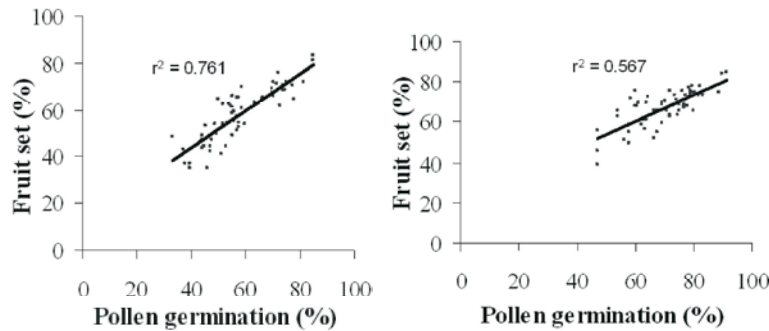 100
80
60
40
20
0
Fruit set (%)
r² = 0.761
0 20 40 60 80 100
Pollen germination (%)
100
80
60
40
20
0
Fruit set (%)
r² = 0.567
0 20 40 60 80 100
Pollen germination (%)